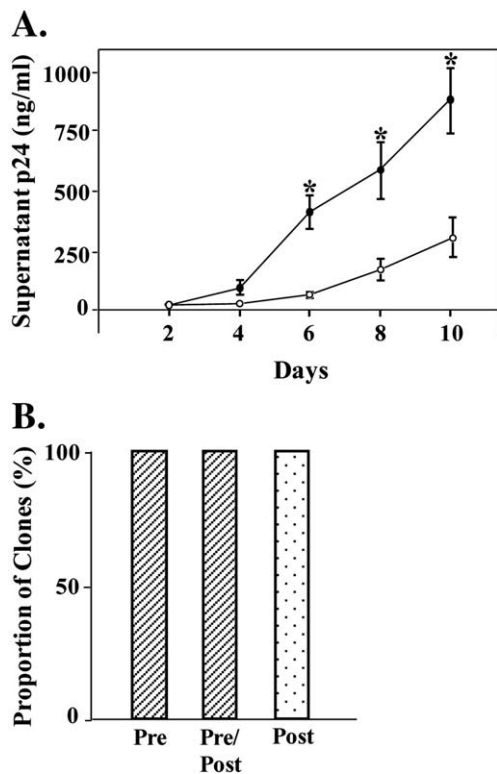 A.
Supernatant p24 (ng/ml)
1000
750
500
250
0
*
*
*
2 4 6 8 10
Days
B.
Proportion of Clones (%)
100
50
0
Pre Pre/ Post
Post